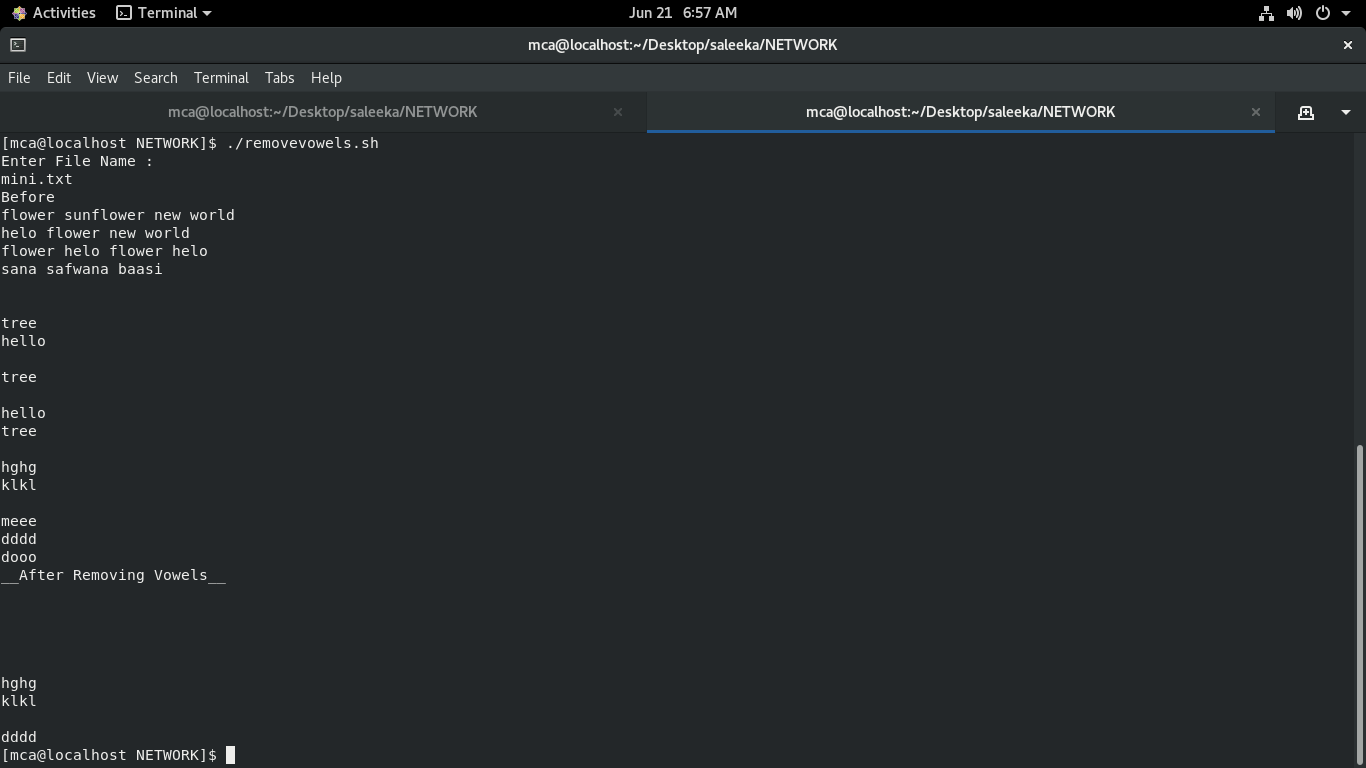 Activities Terminal Jun 21 6:57 AM
mca@localhost:~/Desktop/saleeka/NETWORK
File Edit View Search Terminal Tabs Help
mca@localhost:~/Desktop/saleeka/NETWORK mca@localhost:~/Desktop/saleeka/NETWORK
[mca@localhost NETWORK]$ ./removevowels.sh
Enter File Name :
mini.txt
Before
flower sunflower new world
helo flower new world
flower helo flower helo
sana safwana baasi
tree
hello
tree
hello
tree
hghg
klkl
meee
dddd
dooo
__After Removing Vowels__
hghg
klkl
dddd
[mca@localhost NETWORK]$